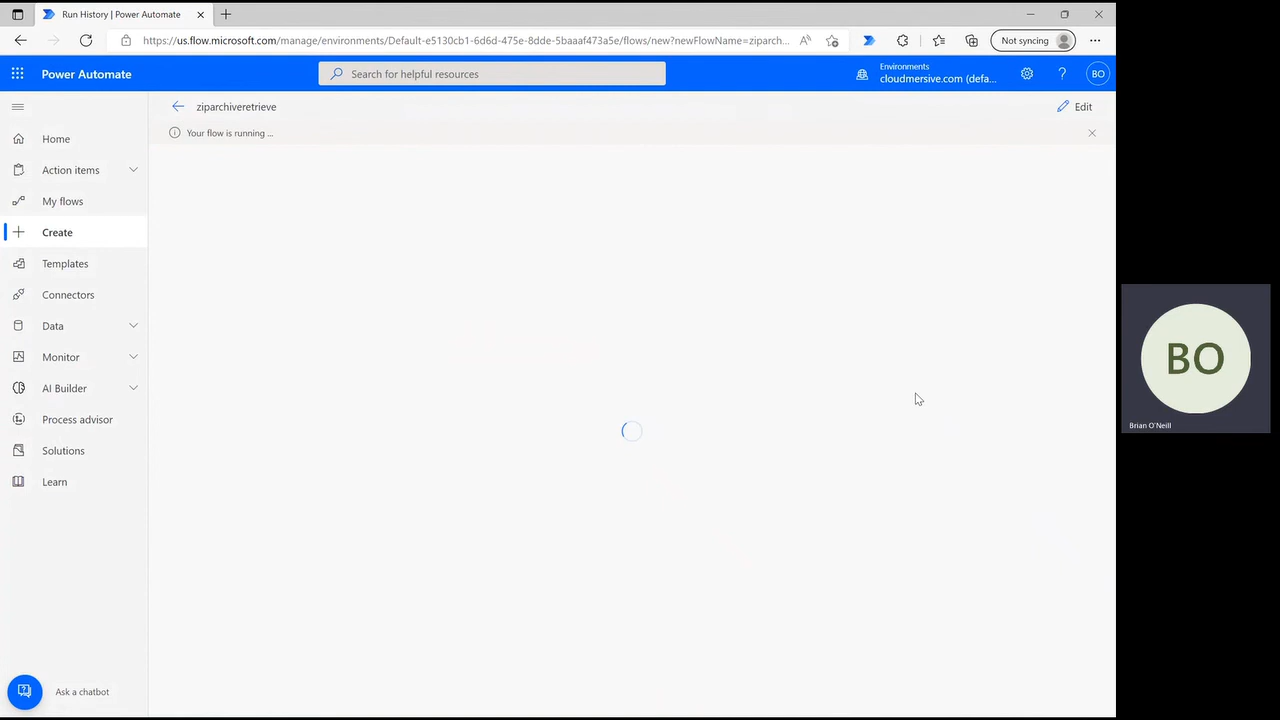 Run History | Power Automate
https://us.flow.microsoft.com/manage/environments/Default-e5130cb1-6d6d-475e-8dde-5baaaf473a5e/flows/new?newFlowName=ziparch...
Not syncing
Power Automate
Search for helpful resources
Environments
cloudmersive.com (defa...
BO
ziparchiveretrieve
Edit
Your flow is running ...
Home
Action items
My flows
Create
Templates
Connectors
Data
Monitor
AI Builder
Process advisor
Solutions
Learn
Ask a chatbot
BO
Brian O'Neill